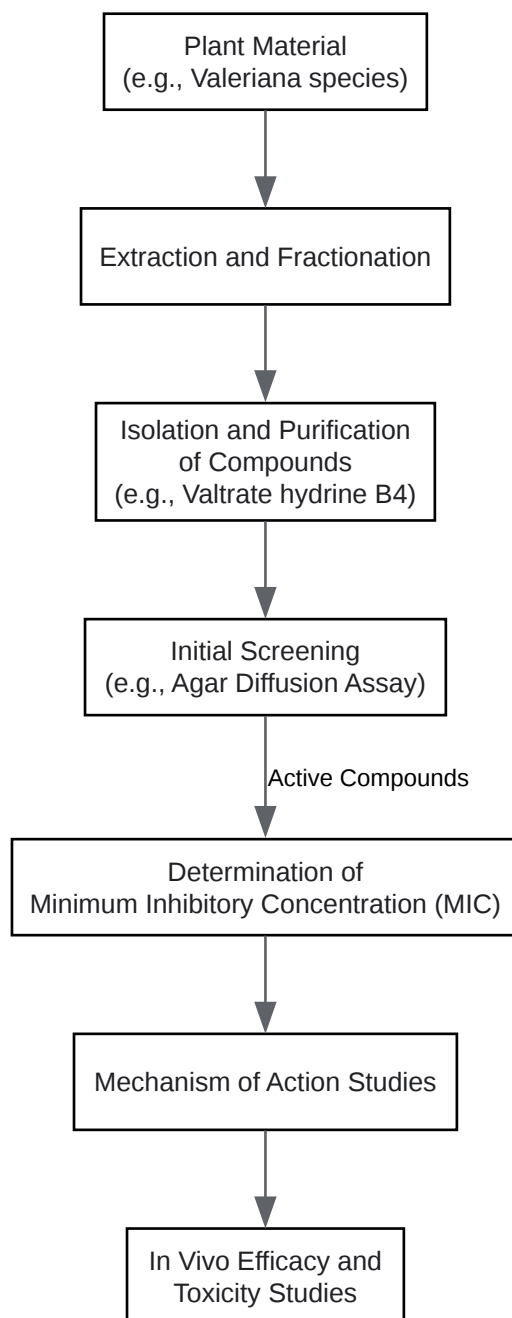 Plant Material
(e.g., Valeriana species)
Extraction and Fractionation
Isolation and Purification
of Compounds
(e.g., Valtrate hydrine B4)
Initial Screening
(e.g., Agar Diffusion Assay)
Active Compounds
Determination of
Minimum Inhibitory Concentration (MIC)
Mechanism of Action Studies
In Vivo Efficacy and
Toxicity Studies